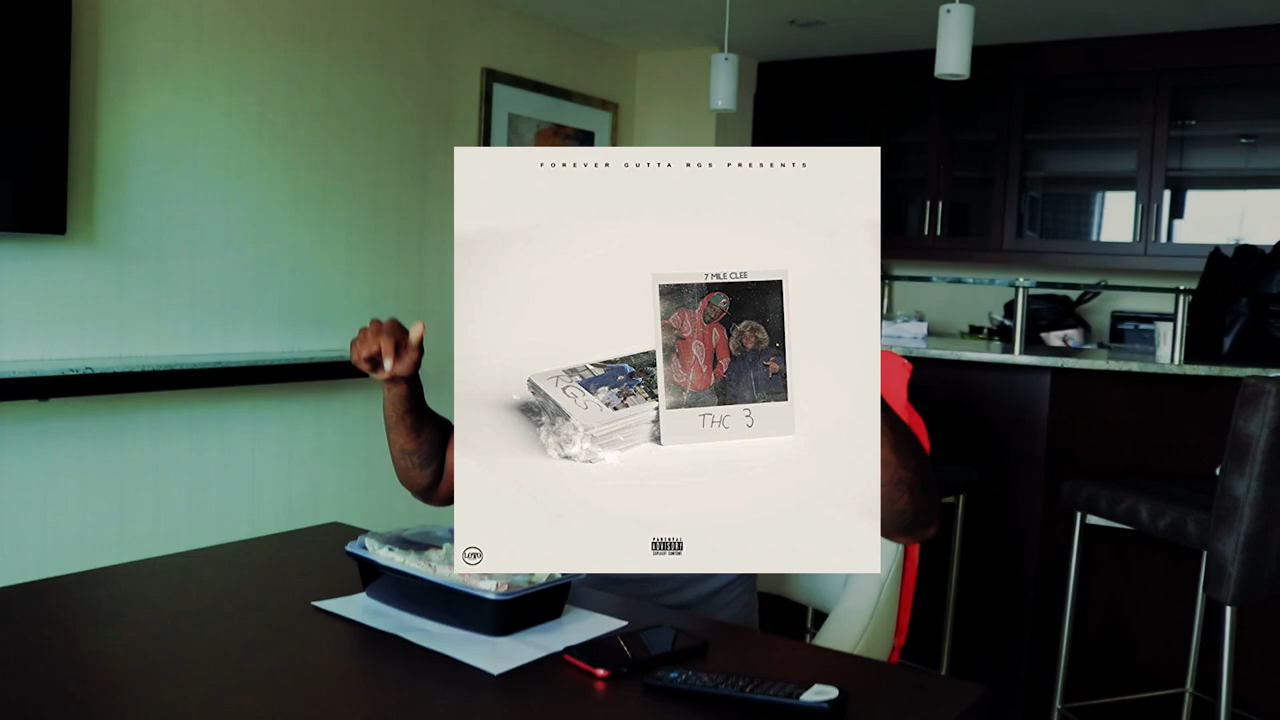 FOREVER GUTTA RGS PRESENTS
7 MILE CLEE
RGS
THC 3
PARENTAL
ADVISORY
EXPLICIT CONTENT